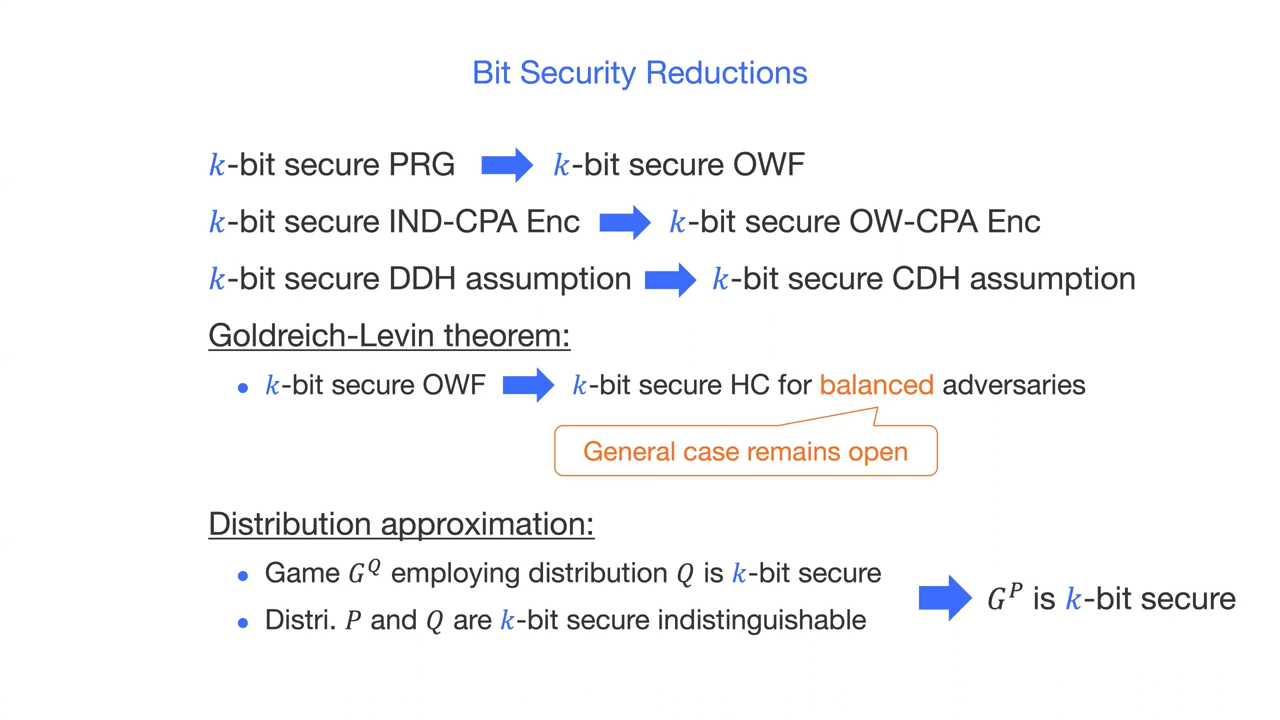 Bit Security Reductions
k-bit secure PRG k-bit secure OWF
k-bit secure IND-CPA Enc k-bit secure OW-CPA Enc
k-bit secure DDH assumption k-bit secure CDH assumption
Goldreich-Levin theorem:
• k-bit secure OWF k-bit secure HC for balanced adversaries
General case remains open
Distribution approximation:
• Game G^Q employing distribution Q is k-bit secure
• Distri. P and Q are k-bit secure indistinguishable
G^P is k-bit secure